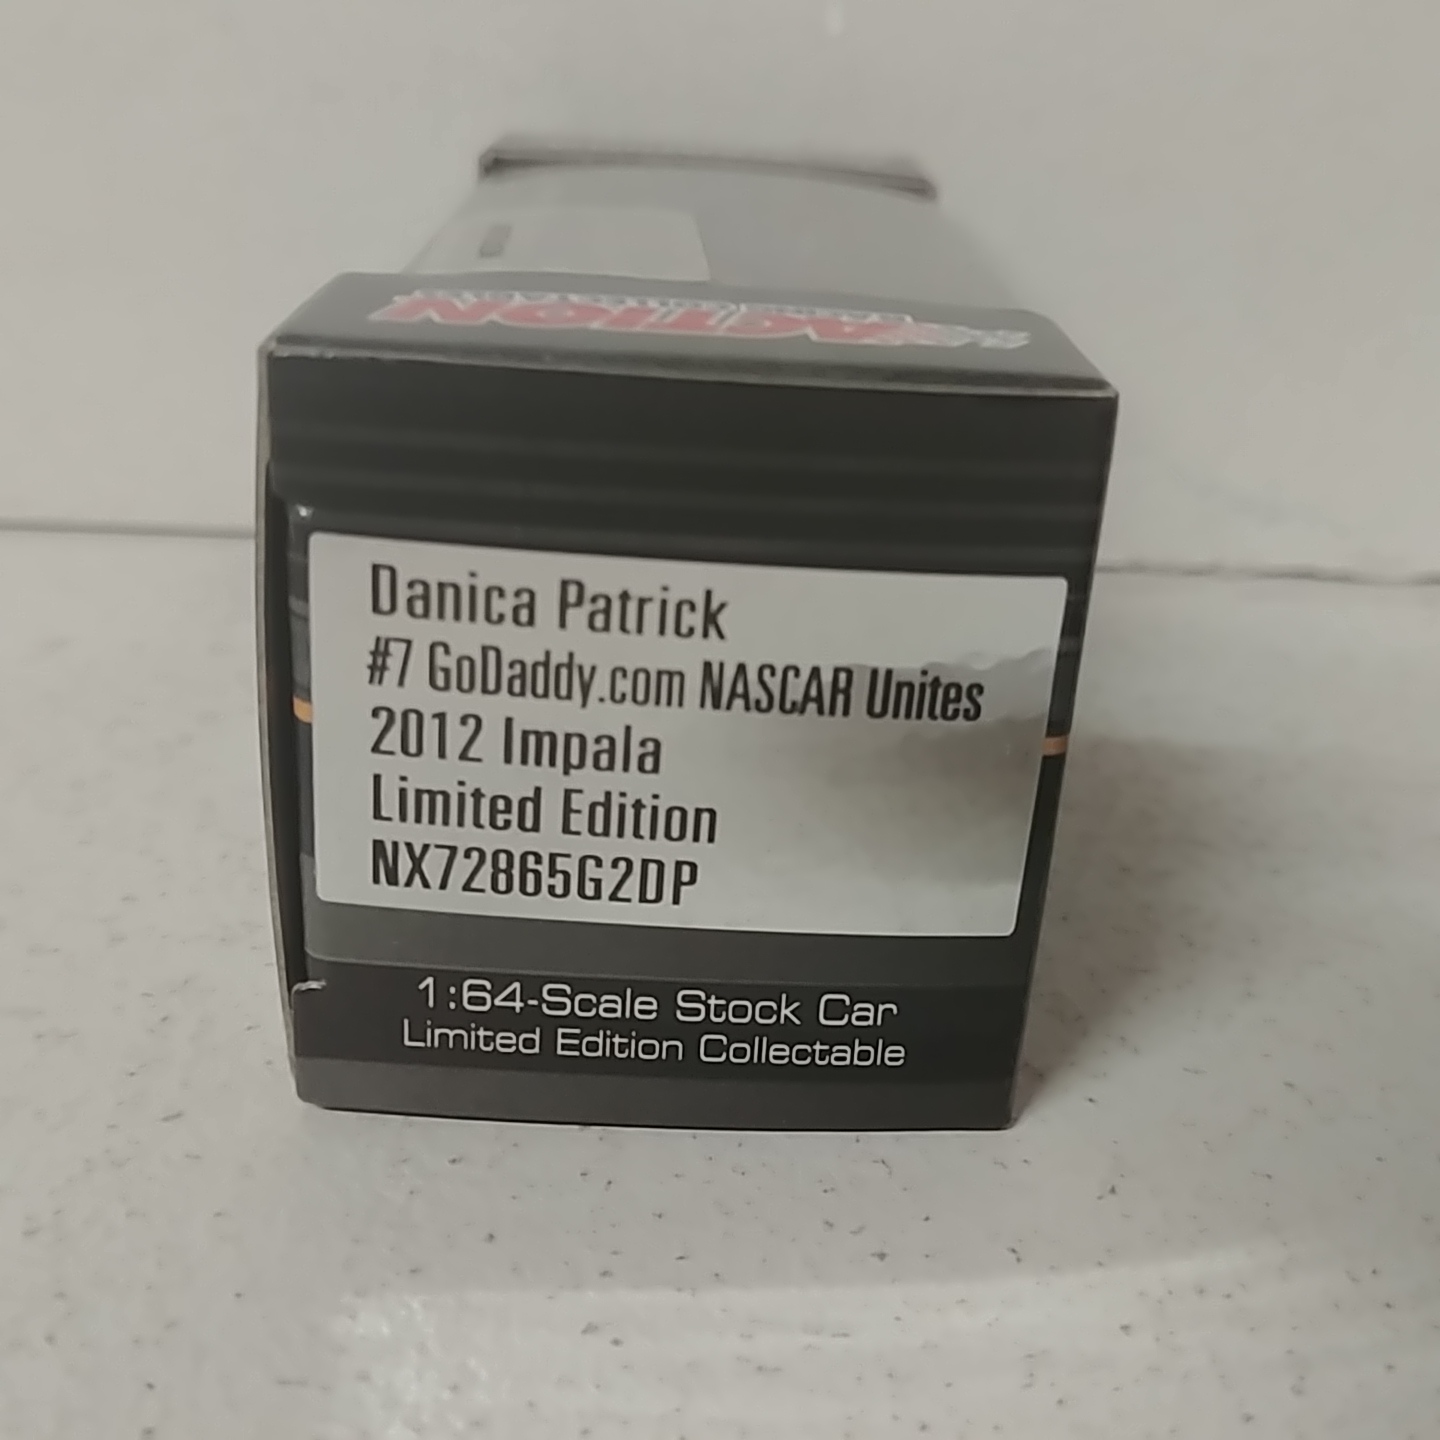 ACTION
Danica Patrick
#7 GoDaddy.com NASCAR Unites
2012 Impala
Limited Edition
NX72865G2DP
1:64-Scale Stock Car
Limited Edition Collectable